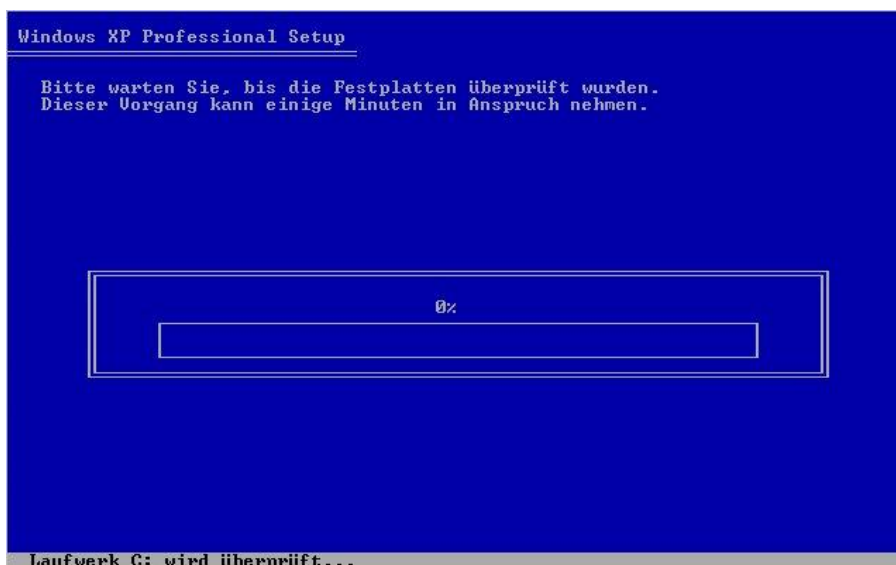 Windows XP Professional Setup
Bitte warten Sie, bis die Festplatten überprüft wurden.
Dieser Vorgang kann einige Minuten in Anspruch nehmen.
0%
Laufwerk C: wird überprüft...